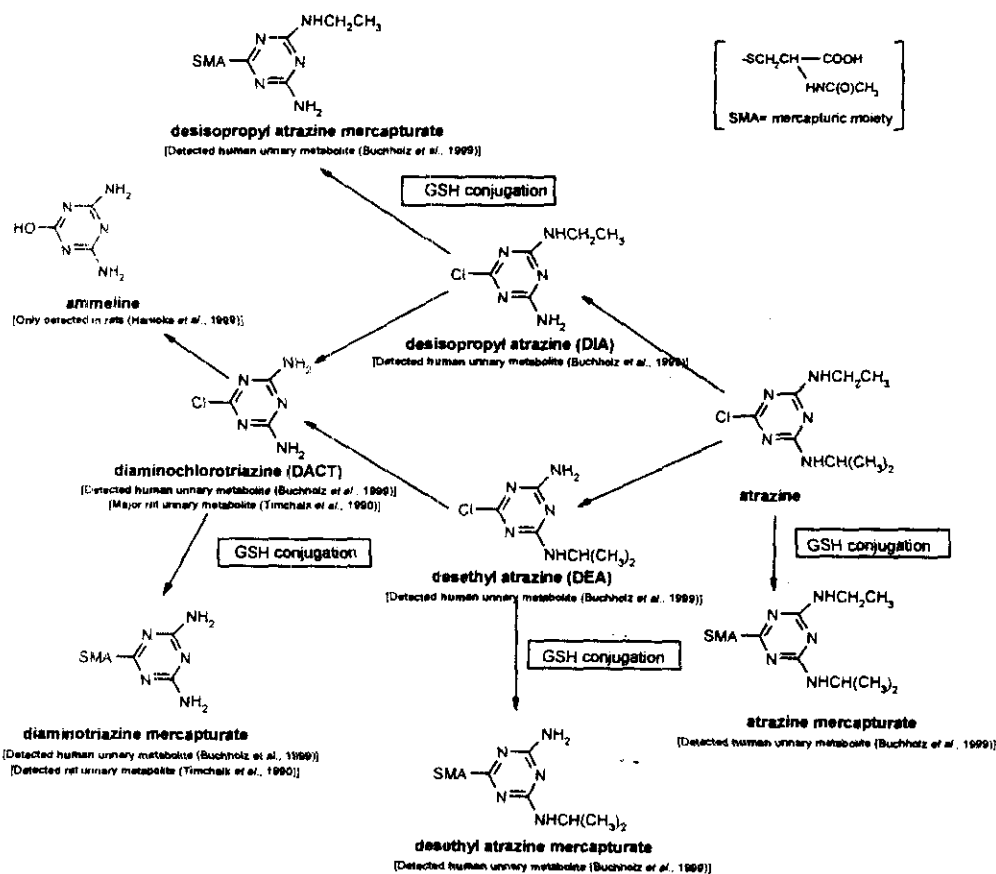 NHCH2CH3
SMA
N
N
N
NH2
desisopropyl atrazine mercapturate
[Detected human urinary metabolite (Buchholz et al., 1999)]
-SCH2CH—COOH
HNC(O)CH3
SMA= mercapturic moiety
GSH conjugation
NH2
HO
N
N
N
NH2
ammeline
[Only detected in rats (Hanioka et al., 1999)]
NHCH2CH3
Cl
N
N
N
NH2
desisopropyl atrazine (DIA)
[Detected human urinary metabolite (Buchholz et al., 1999)]
NH2
Cl
N
N
N
NH2
diaminochlorotriazine (DACT)
[Detected human urinary metabolite (Buchholz et al., 1999)]
[Major rat urinary metabolite (Timchalk et al., 1990)]
NHCH2CH3
Cl
N
N
N
NHCH(CH3)2
atrazine
NH2
Cl
N
N
N
NHCH(CH3)2
desethyl atrazine (DEA)
[Detected human urinary metabolite (Buchholz et al., 1999)]
GSH conjugation
GSH conjugation
GSH conjugation
NH2
SMA
N
N
N
NH2
diaminotriazine mercapturate
[Detected human urinary metabolite (Buchholz et al., 1999)]
[Detected rat urinary metabolite (Timchalk et al., 1990)]
NHCH2CH3
SMA
N
N
N
NHCH(CH3)2
atrazine mercapturate
[Detected human urinary metabolite (Buchholz et al., 1999)]
NH2
SMA
N
N
N
NHCH(CH3)2
desethyl atrazine mercapturate
[Detected human urinary metabolite (Buchholz et al., 1999)]